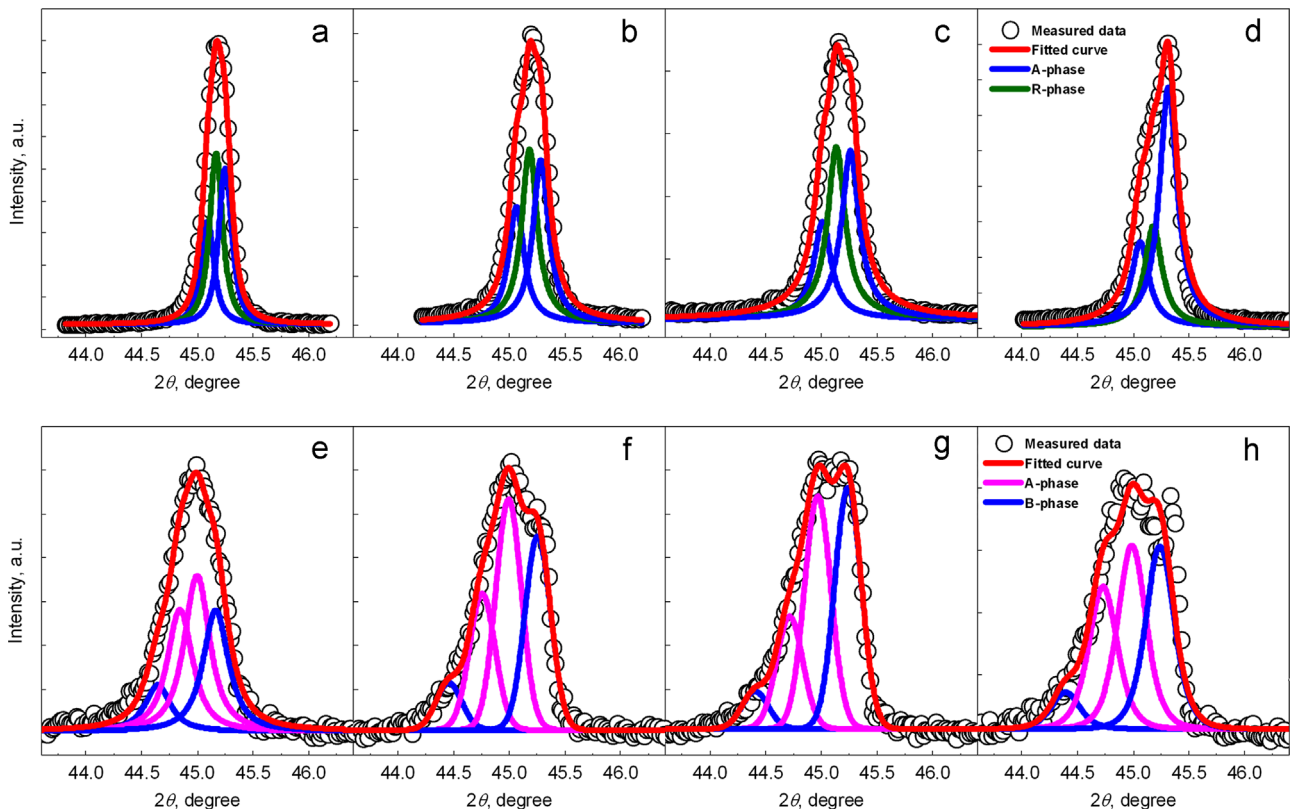 a
b
c
d
Measured data
Fitted curve
A-phase
R-phase
Intensity, a.u.
44.0 44.5 45.0 45.5 46.0
44.0 44.5 45.0 45.5 46.0
44.0 44.5 45.0 45.5 46.0
44.0 44.5 45.0 45.5 46.0
2θ, degree
2θ, degree
2θ, degree
2θ, degree
e
f
g
h
Measured data
Fitted curve
A-phase
B-phase
Intensity, a.u.
44.0 44.5 45.0 45.5 46.0
44.0 44.5 45.0 45.5 46.0
44.0 44.5 45.0 45.5 46.0
44.0 44.5 45.0 45.5 46.0
2θ, degree
2θ, degree
2θ, degree
2θ, degree